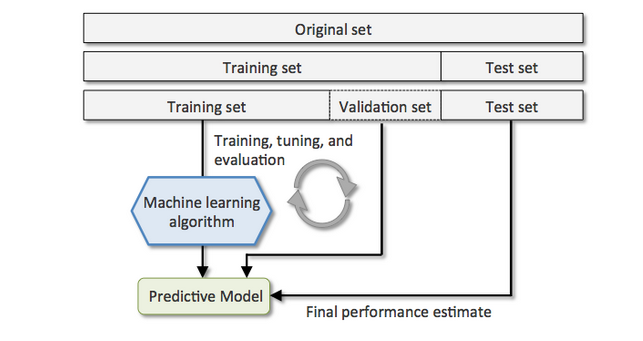 Original set
Training set
Test set
Training set
Validation set
Test set
Training, tuning, and
evaluation
Machine learning
algorithm
Predictive Model
Final performance estimate